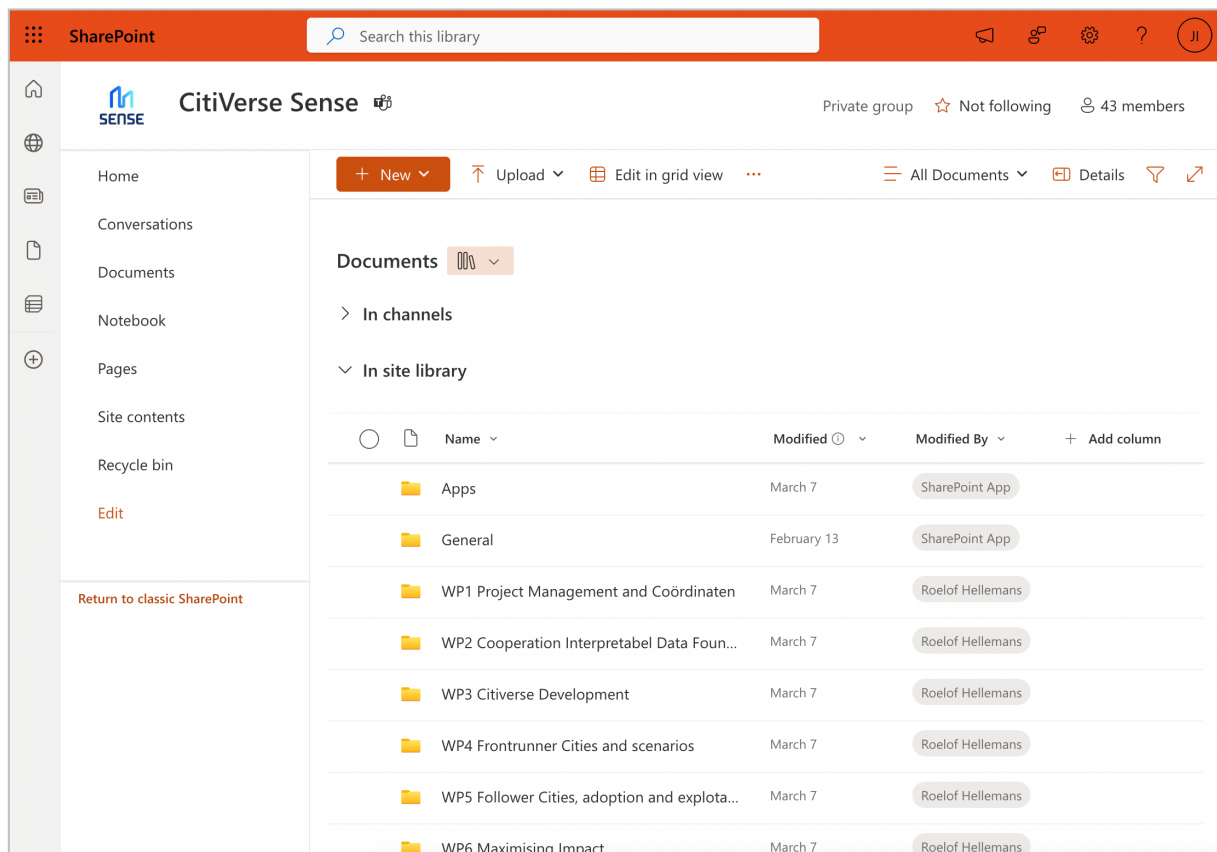 SharePoint
Search this library
?
JI
SENSE
CitiVerse Sense
Private group
Not following
43 members
Home
Conversations
Documents
Notebook
Pages
Site contents
Recycle bin
Edit
Return to classic SharePoint
+ New
Upload
Edit in grid view
...
All Documents
Details
Documents
In channels
In site library
Name
Modified
Modified By
+ Add column
Apps March 7 SharePoint App
General February 13 SharePoint App
WP1 Project Management and Coördinaten March 7 Roelof Hellemans
WP2 Cooperation Interpretabel Data Foun... March 7 Roelof Hellemans
WP3 Citiverse Development March 7 Roelof Hellemans
WP4 Frontrunner Cities and scenarios March 7 Roelof Hellemans
WP5 Follower Cities, adoption and explota... March 7 Roelof Hellemans
WP6 Maximising Impact March 7 Roelof Hellemans